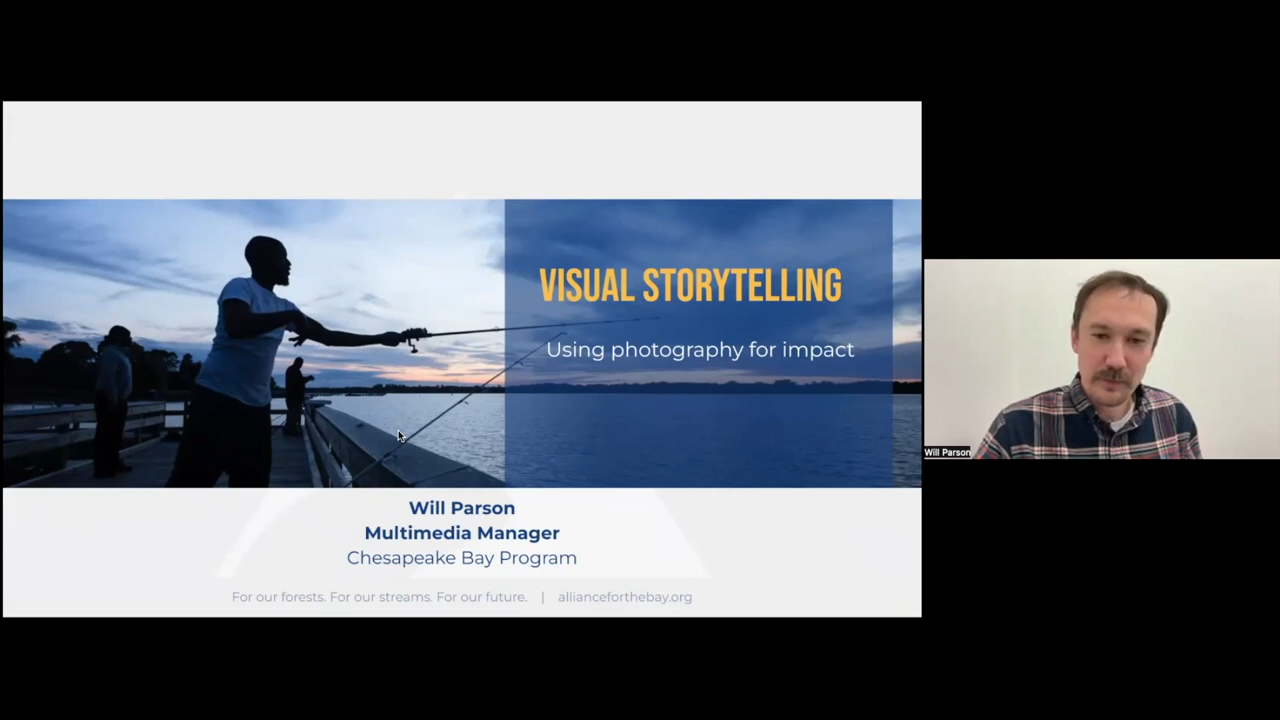 VISUAL STORYTELLING
Using photography for impact
Will Parson
Multimedia Manager
Chesapeake Bay Program
For our forests. For our streams. For our future. | allianceforthebay.org
Will Parson